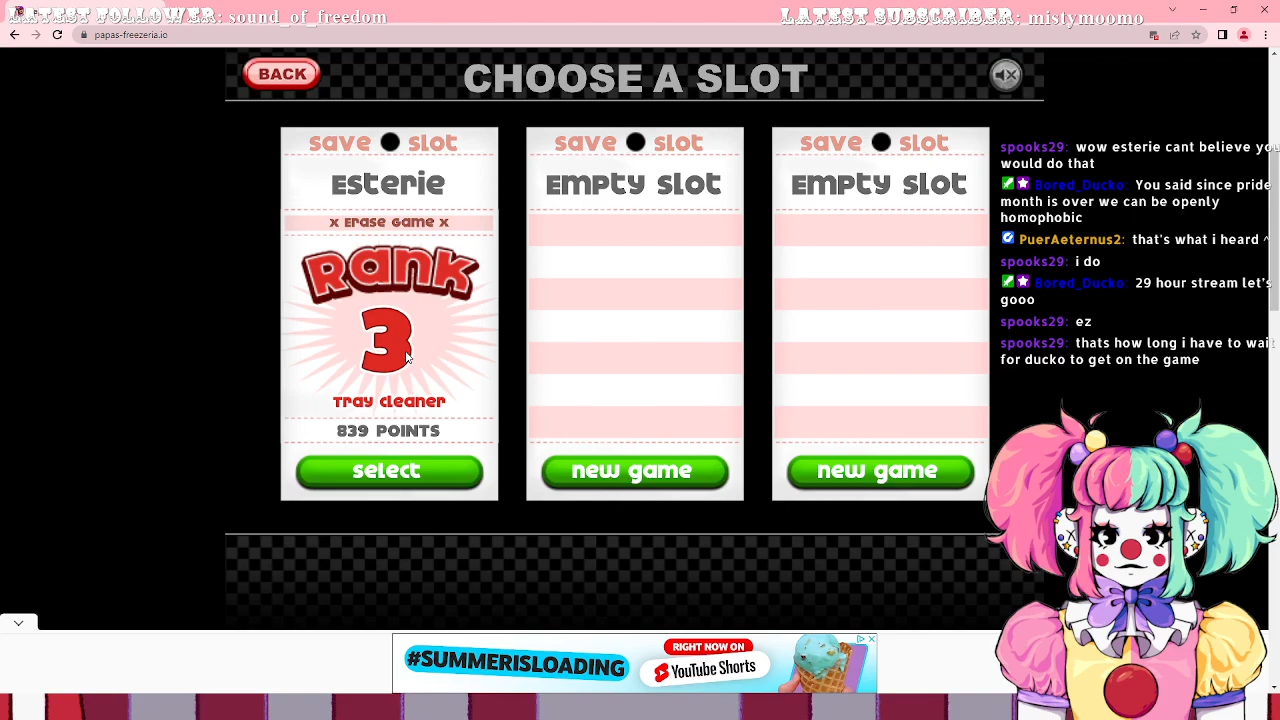 LATEST FOLLOWER: sound_of_freedom
LATEST SUBSCRIBER: mistymoomo
papas-freezeria.io
BACK
CHOOSE A SLOT
save slot
Esterie
x Erase Game x
Rank
3
Tray Cleaner
839 POINTS
select
save slot
Empty Slot
new game
save slot
Empty Slot
new game
spooks29: wow esterie cant believe you
would do that
Bored_Ducko: You said since pride
month is over we can be openly
homophobic
PuerAeternus2: that's what i heard ^
spooks29: i do
Bored_Ducko: 29 hour stream let's
gooo
spooks29: ez
spooks29: thats how long i have to wait
for ducko to get on the game
#SUMMERISLOADING
RIGHT NOW ON
YouTube Shorts